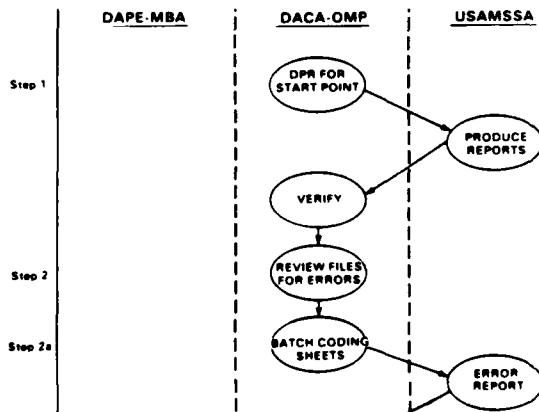 DAPE-MBA DACA-OMP USAMSSA
Step 1
DPR FOR
START POINT
PRODUCE
REPORTS
VERIFY
Step 2
REVIEW FILES
FOR ERRORS
Step 2a
BATCH CODING
SHEETS
ERROR
REPORT